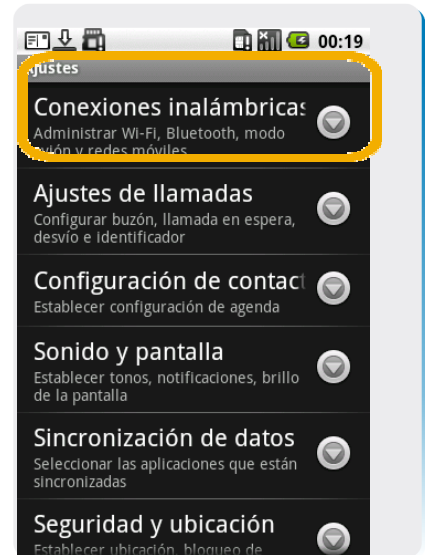 00:19
Ajustes
Conexiones inalámbricas
Administrar Wi-Fi, Bluetooth, modo
avión y redes móviles
Ajustes de llamadas
Configurar buzón, llamada en espera,
desvío e identificador
Configuración de contact
Establecer configuración de agenda
Sonido y pantalla
Establecer tonos, notificaciones, brillo
de la pantalla
Sincronización de datos
Seleccionar las aplicaciones que están
sincronizadas
Seguridad y ubicación
Establecer ubicación, bloqueo de